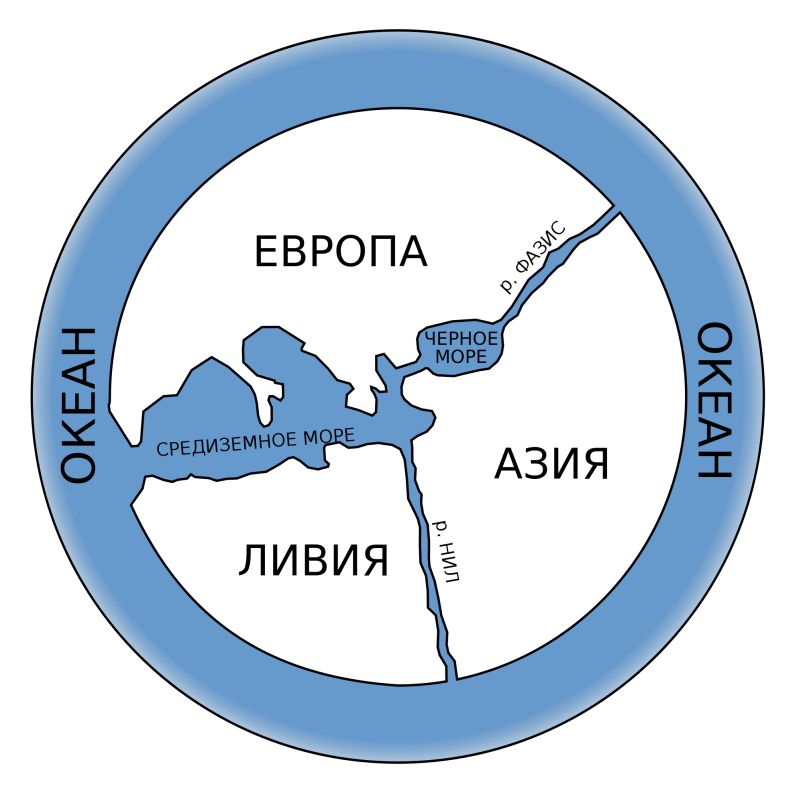 ЕВРОПА
р. ФАЗИС
ЧЕРНОЕ
МОРЕ
ОКЕАН
ОКЕАН
СРЕДИЗЕМНОЕ МОРЕ
АЗИЯ
ЛИВИЯ
р. НИЛ